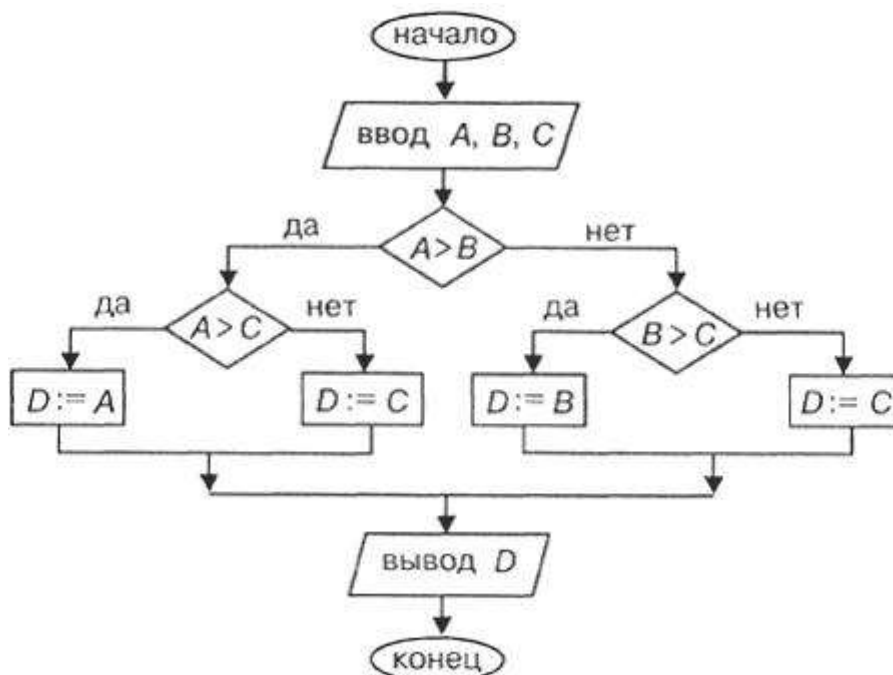 начало
ввод A, B, C
да
A > B
нет
да
A > C
нет
да
B > C
нет
D := A
D := C
D := B
D := C
вывод D
конец